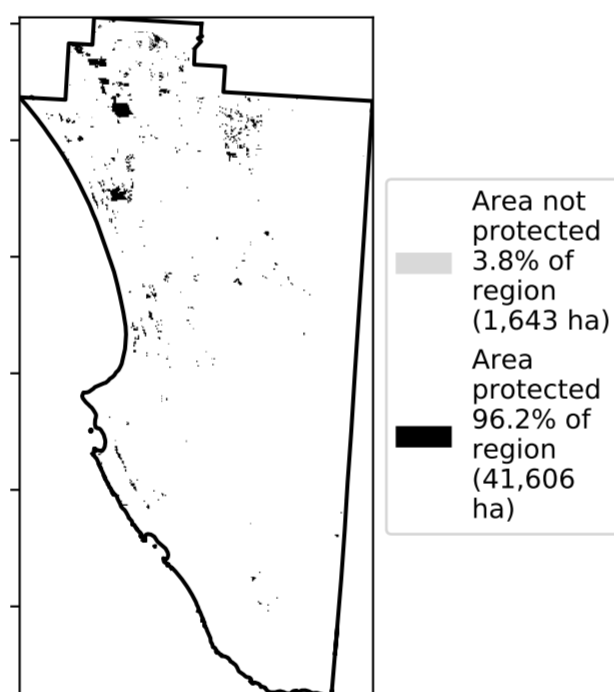 Area not
protected
3.8% of
region
(1,643 ha)
Area
protected
96.2% of
region
(41,606
ha)